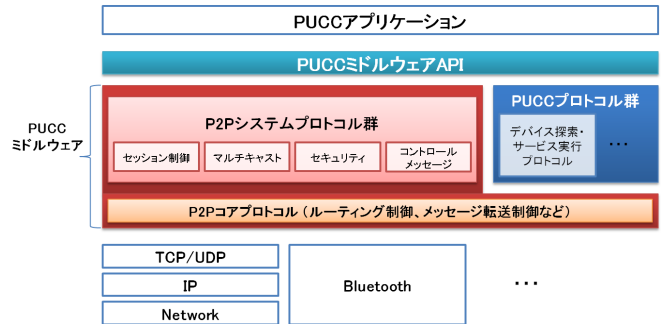 PUCCアプリケーション
PUCCミドルウェアAPI
PUCC
ミドルウェア
P2Pシステムプロトコル群
セッション制御
マルチキャスト
セキュリティ
コントロール
メッセージ
PUCCプロトコル群
デバイス探索・
サービス実行
プロトコル
...
P2Pコアプロトコル（ルーティング制御、メッセージ転送制御など）
TCP/UDP
IP
Network
Bluetooth
...